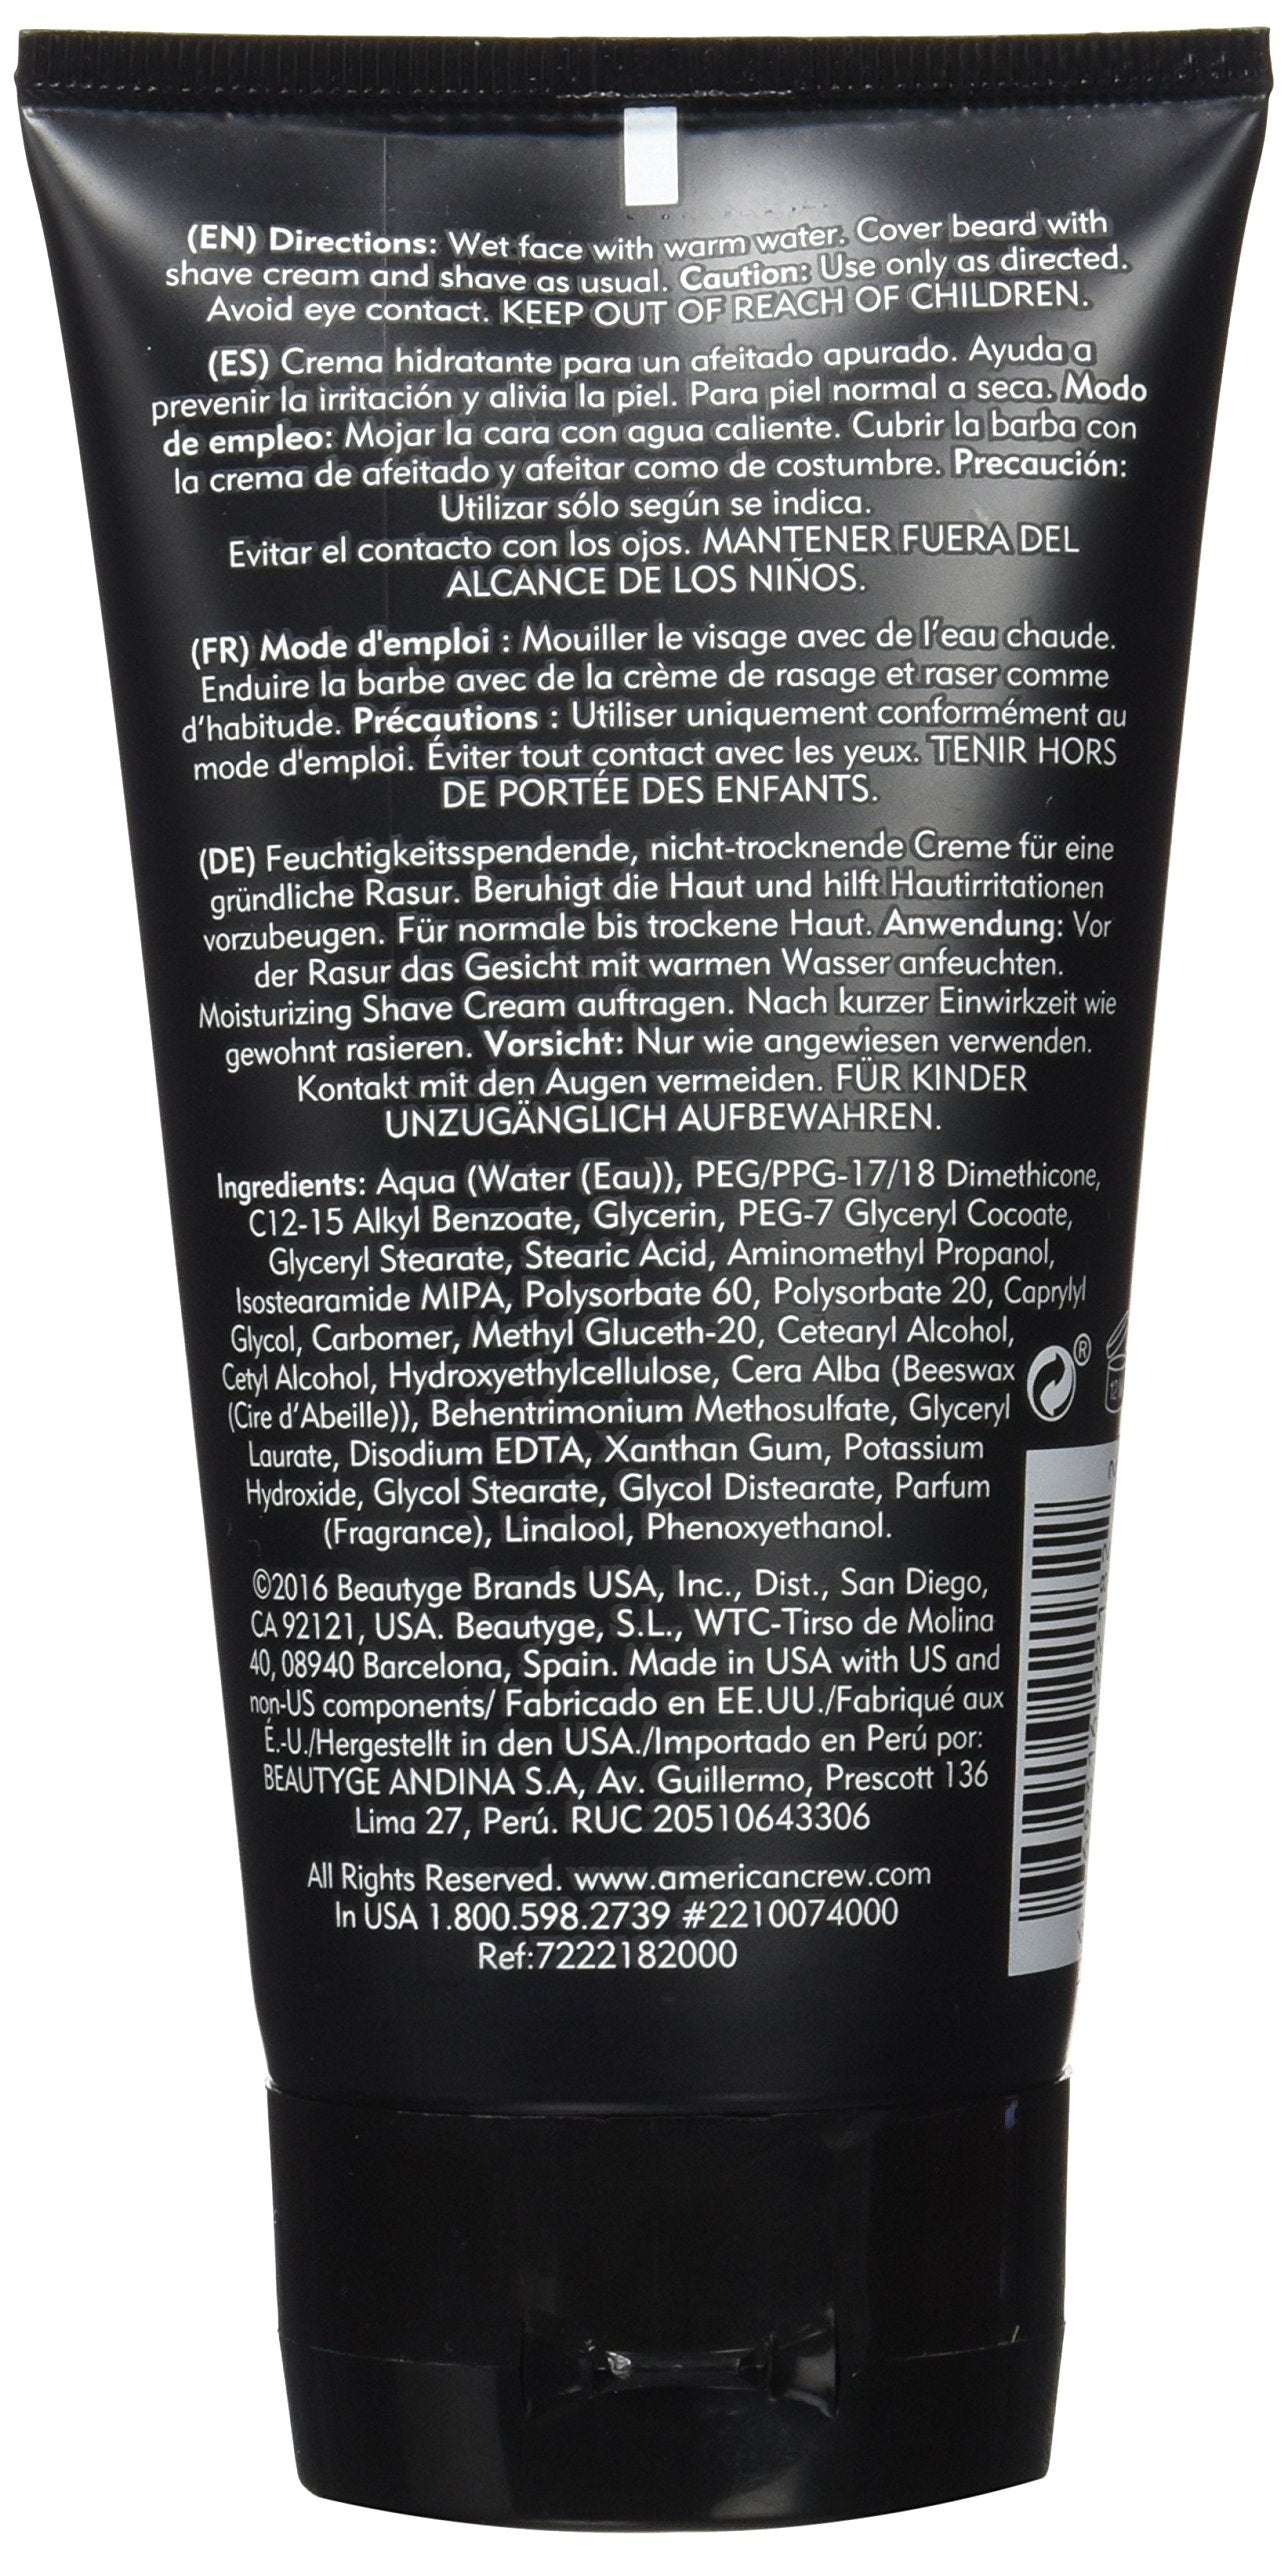 (EN) Directions: Wet face with warm water. Cover beard with
shave cream and shave as usual. Caution: Use only as directed.
Avoid eye contact. KEEP OUT OF REACH OF CHILDREN.
(ES) Crema hidratante para un afeitado apurado. Ayuda a
prevenir la irritación y alivia la piel. Para piel normal a seca. Modo
de empleo: Mojar la cara con agua caliente. Cubrir la barba con
la crema de afeitado y afeitar como de costumbre. Precaución:
Utilizar sólo según se indica.
Evitar el contacto con los ojos. MANTENER FUERA DEL
ALCANCE DE LOS NIÑOS.
(FR) Mode d'emploi : Mouiller le visage avec de l’eau chaude.
Enduire la barbe avec de la crème de rasage et raser comme
d’habitude. Précautions : Utiliser uniquement conformément au
mode d'emploi. Éviter tout contact avec les yeux. TENIR HORS
DE PORTÉE DES ENFANTS.
(DE) Feuchtigkeitsspendende, nicht-trocknende Creme für eine
gründliche Rasur. Beruhigt die Haut und hilft Hautirritationen
vorzubeugen. Für normale bis trockene Haut. Anwendung: Vor
der Rasur das Gesicht mit warmen Wasser anfeuchten.
Moisturizing Shave Cream auftragen. Nach kurzer Einwirkzeit wie
gewohnt rasieren. Vorsicht: Nur wie angewiesen verwenden.
Kontakt mit den Augen vermeiden. FÜR KINDER
UNZUGÄNGLICH AUFBEWAHREN.
Ingredients: Aqua (Water (Eau)), PEG/PPG-17/18 Dimethicone,
C12-15 Alkyl Benzoate, Glycerin, PEG-7 Glyceryl Cocoate,
Glyceryl Stearate, Stearic Acid, Aminomethyl Propanol,
Isostearamide MIPA, Polysorbate 60, Polysorbate 20, Caprylyl
Glycol, Carbomer, Methyl Gluceth-20, Cetearyl Alcohol,
Cetyl Alcohol, Hydroxyethylcellulose, Cera Alba (Beeswax
(Cire d’Abeille)), Behentrimonium Methosulfate, Glyceryl
Laurate, Disodium EDTA, Xanthan Gum, Potassium
Hydroxide, Glycol Stearate, Glycol Distearate, Parfum
(Fragrance), Linalool, Phenoxyethanol.
®
©2016 Beautyge Brands USA, Inc., Dist., San Diego,
CA 92121, USA. Beautyge, S.L., WTC-Tirso de Molina
40, 08940 Barcelona, Spain. Made in USA with US and
non-US components/ Fabricado en EE.UU./Fabriqué aux
É.-U./Hergestellt in den USA./Importado en Perú por:
BEAUTYGE ANDINA S.A, Av. Guillermo, Prescott 136
Lima 27, Perú. RUC 20510643306
All Rights Reserved. www.americancrew.com
In USA 1.800.598.2739 #2210074000
Ref:7222182000